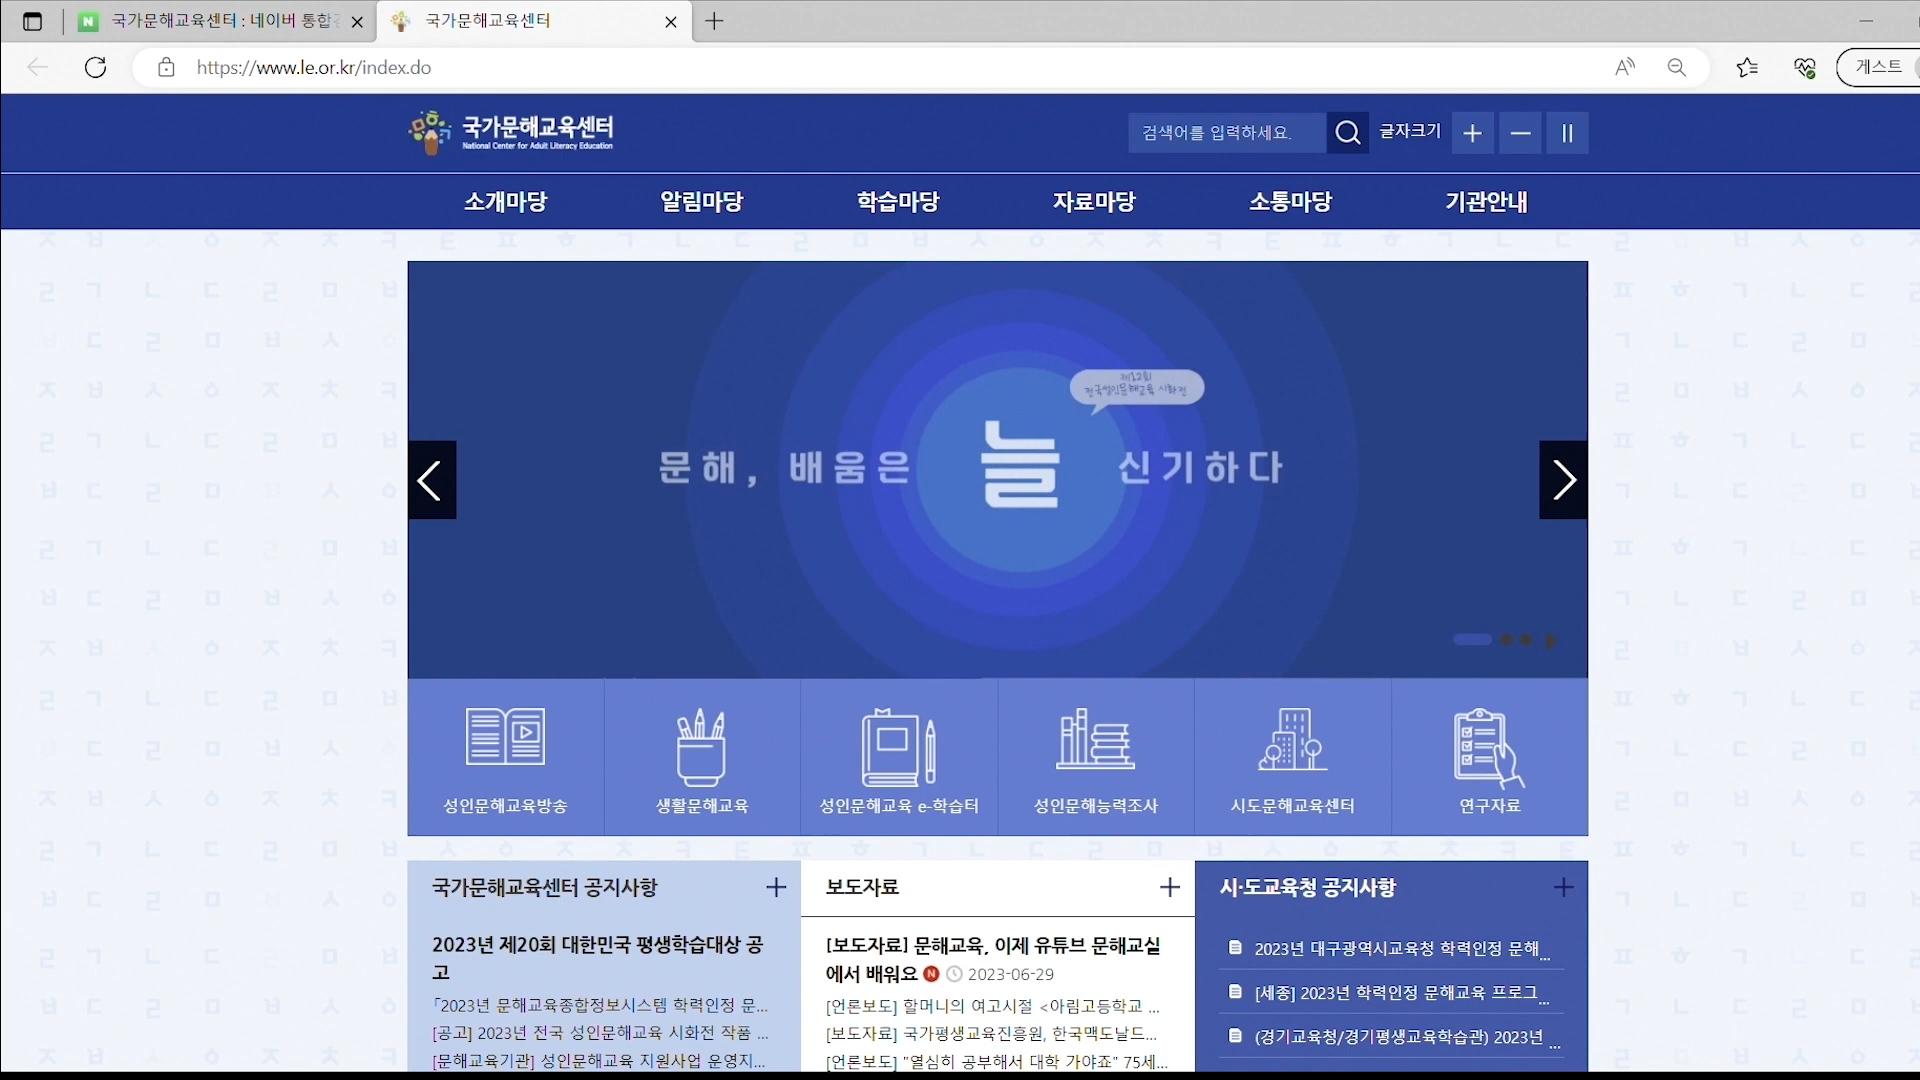 국가문해교육센터 : 네이버 통합검
국가문해교육센터
https://www.le.or.kr/index.do
게스트
국가문해교육센터
National Center for Adult Literacy Education
검색어를 입력하세요.
글자크기
소개마당 알림마당 학습마당 자료마당 소통마당 기관안내
제12회
전국성인문해교육 시화전
문해, 배움은 늘 신기하다
성인문해교육방송 생활문해교육 성인문해교육 e-학습터 성인문해능력조사 시도문해교육센터 연구자료
국가문해교육센터 공지사항
2023년 제20회 대한민국 평생학습대상 공
고
「2023년 문해교육종합정보시스템 학력인정 문...
[공고] 2023년 전국 성인문해교육 시화전 작품 ...
[문해교육기관] 성인문해교육 지원사업 운영지...
보도자료
[보도자료] 문해교육, 이제 유튜브 문해교실
에서 배워요 N 2023-06-29
[언론보도] 할머니의 여고시절 <아림고등학교 ...
[보도자료] 국가평생교육진흥원, 한국맥도날드...
[언론보도] "열심히 공부해서 대학 가야죠" 75세...
시·도교육청 공지사항
2023년 대구광역시교육청 학력인정 문해...
[세종] 2023년 학력인정 문해교육 프로그...
(경기교육청/경기평생교육학습관) 2023년 ...